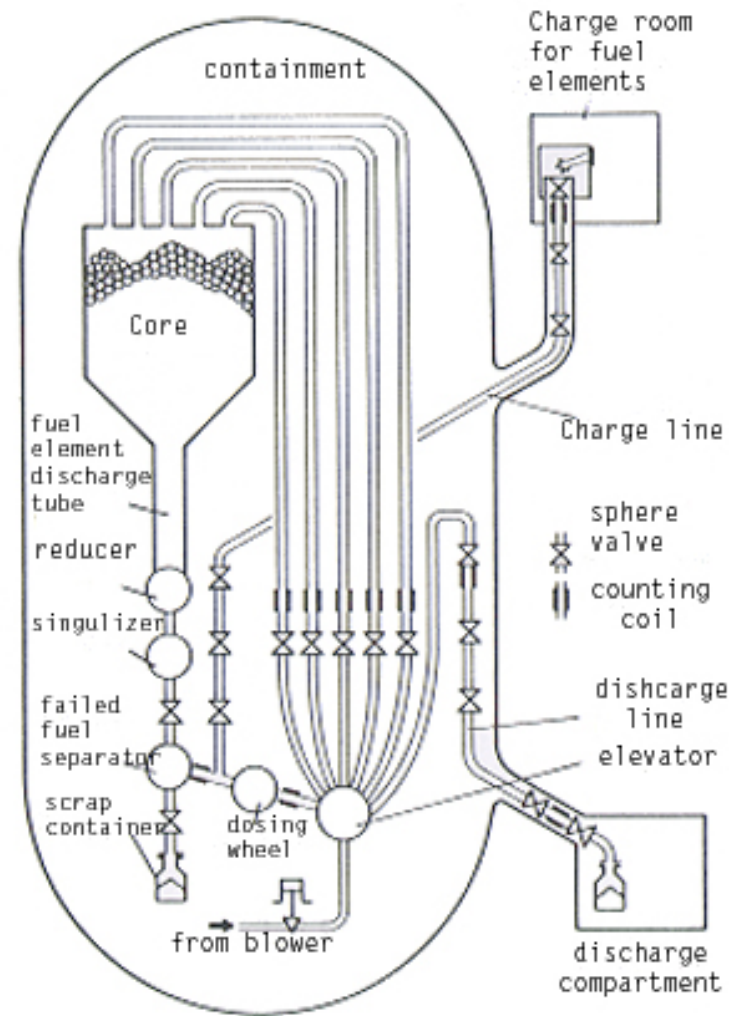 Charge room
for fuel
elements
containment
Core
fuel
element
discharge
tube
Charge line
reducer
sphere
valve
singulizer
counting
coil
failed
fuel
separator
dishcarge
line
elevator
scrap
container
dosing
wheel
from blower
discharge
compartment